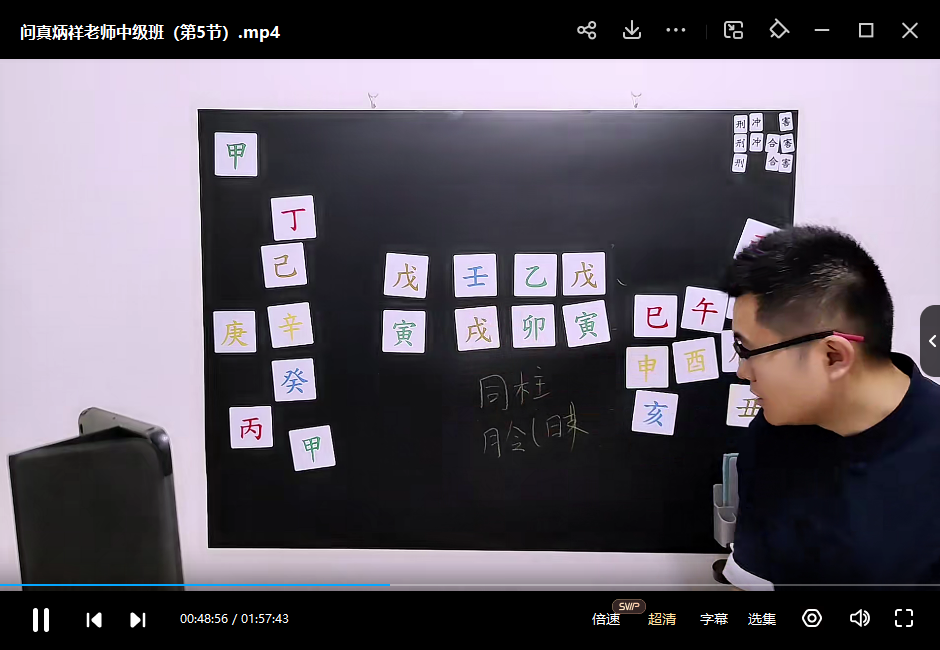 问真炳祥老师中级班（第5节）.mp4
刑 冲 害
刑 冲 合 害
刑 合 害
甲
丁
己
庚 辛
癸
丙
甲
戊 壬 乙 戊
寅 戌 卯 寅
巳 午
申 酉
亥 丑
同柱
月令
00:48:56 / 01:57:43
倍速
SVIP
超清
字幕
选集